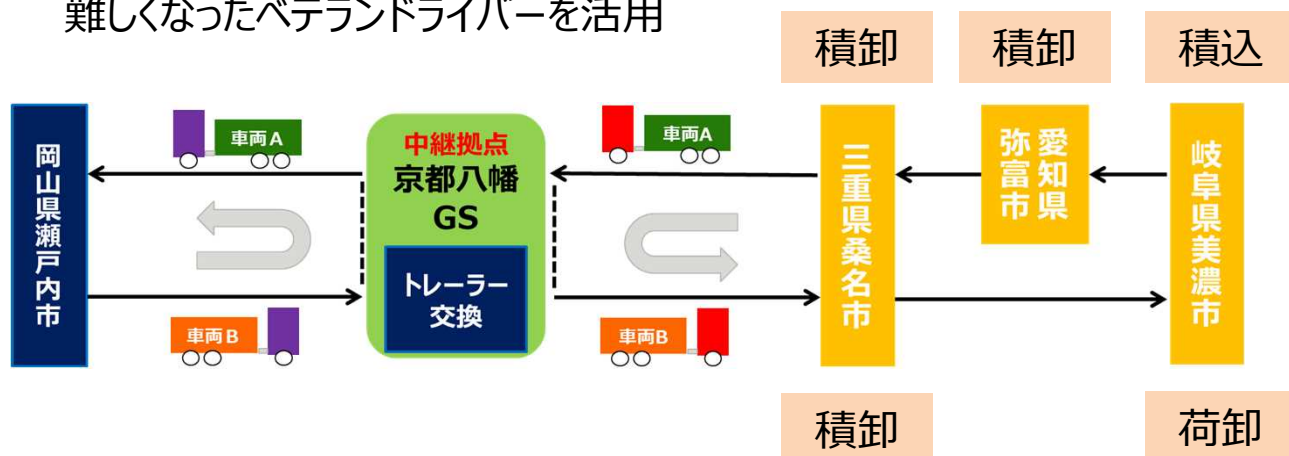 難しくなったベテランドライバーを活用
積卸
積卸
積込
岡山県瀬戸内市
車両A
中継拠点
京都八幡
GS
トレーラー
交換
車両A
三重県桑名市
愛知県
弥富市
岐阜県美濃市
車両B
車両B
積卸
荷卸